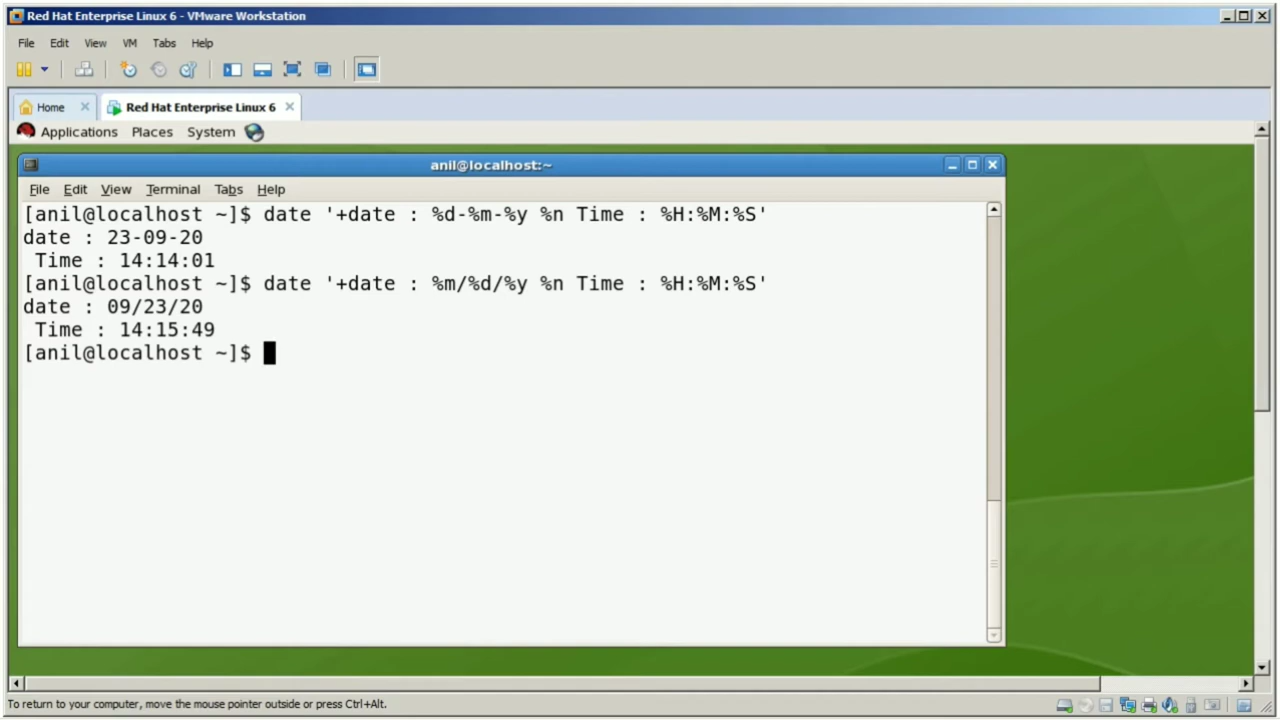 Red Hat Enterprise Linux 6 - VMware Workstation
File Edit View VM Tabs Help
Home Red Hat Enterprise Linux 6
Applications Places System
anil@localhost:~
File Edit View Terminal Tabs Help
[anil@localhost ~]$ date '+date : %d-%m-%y %n Time : %H:%M:%S'
date : 23-09-20
 Time : 14:14:01
[anil@localhost ~]$ date '+date : %m/%d/%y %n Time : %H:%M:%S'
date : 09/23/20
 Time : 14:15:49
[anil@localhost ~]$
To return to your computer, move the mouse pointer outside or press Ctrl+Alt.